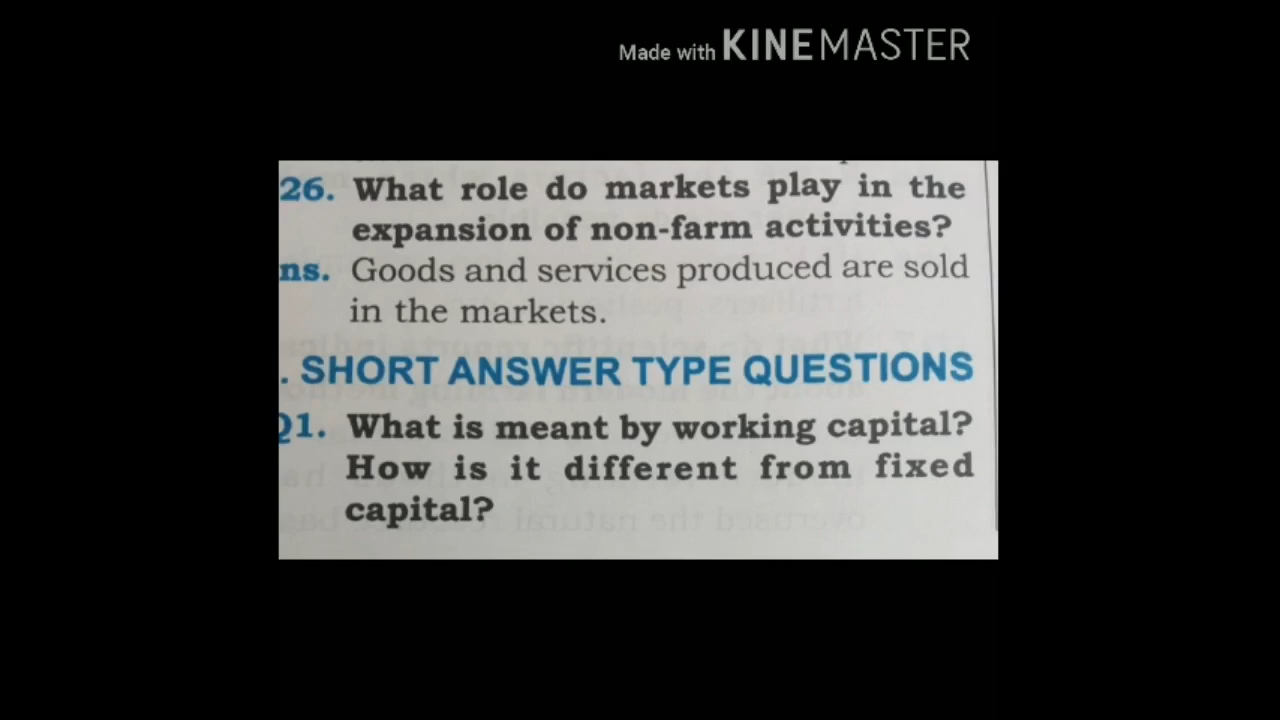 Made with KINEMASTER
26. What role do markets play in the
expansion of non-farm activities?
ns. Goods and services produced are sold
in the markets.
. SHORT ANSWER TYPE QUESTIONS
Q1. What is meant by working capital?
How is it different from fixed
capital?